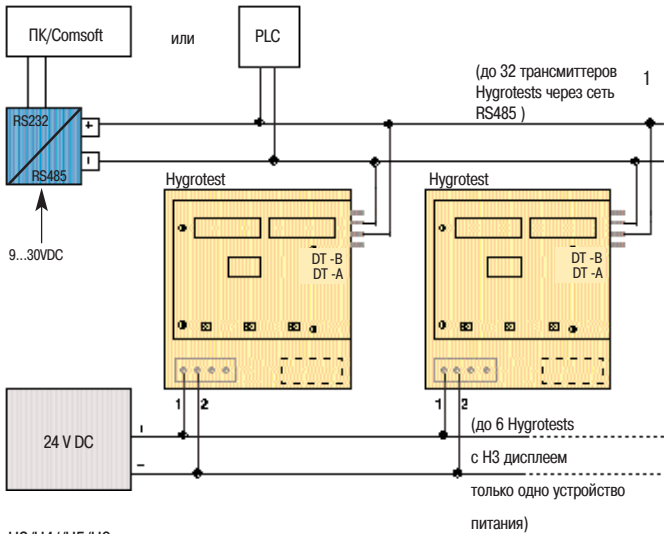 ПК/Comsoft
или
PLC
(до 32 трансмиттеров
Hygrotests через сеть
RS485 )
1
RS232
+
-
RS485
9...30VDC
Hygrotest
Hygrotest
DT -B
DT -A
DT -B
DT -A
1 2
1 2
24 V DC
(до 6 Hygrotests
с H3 дисплеем
только одно устройство
питания)